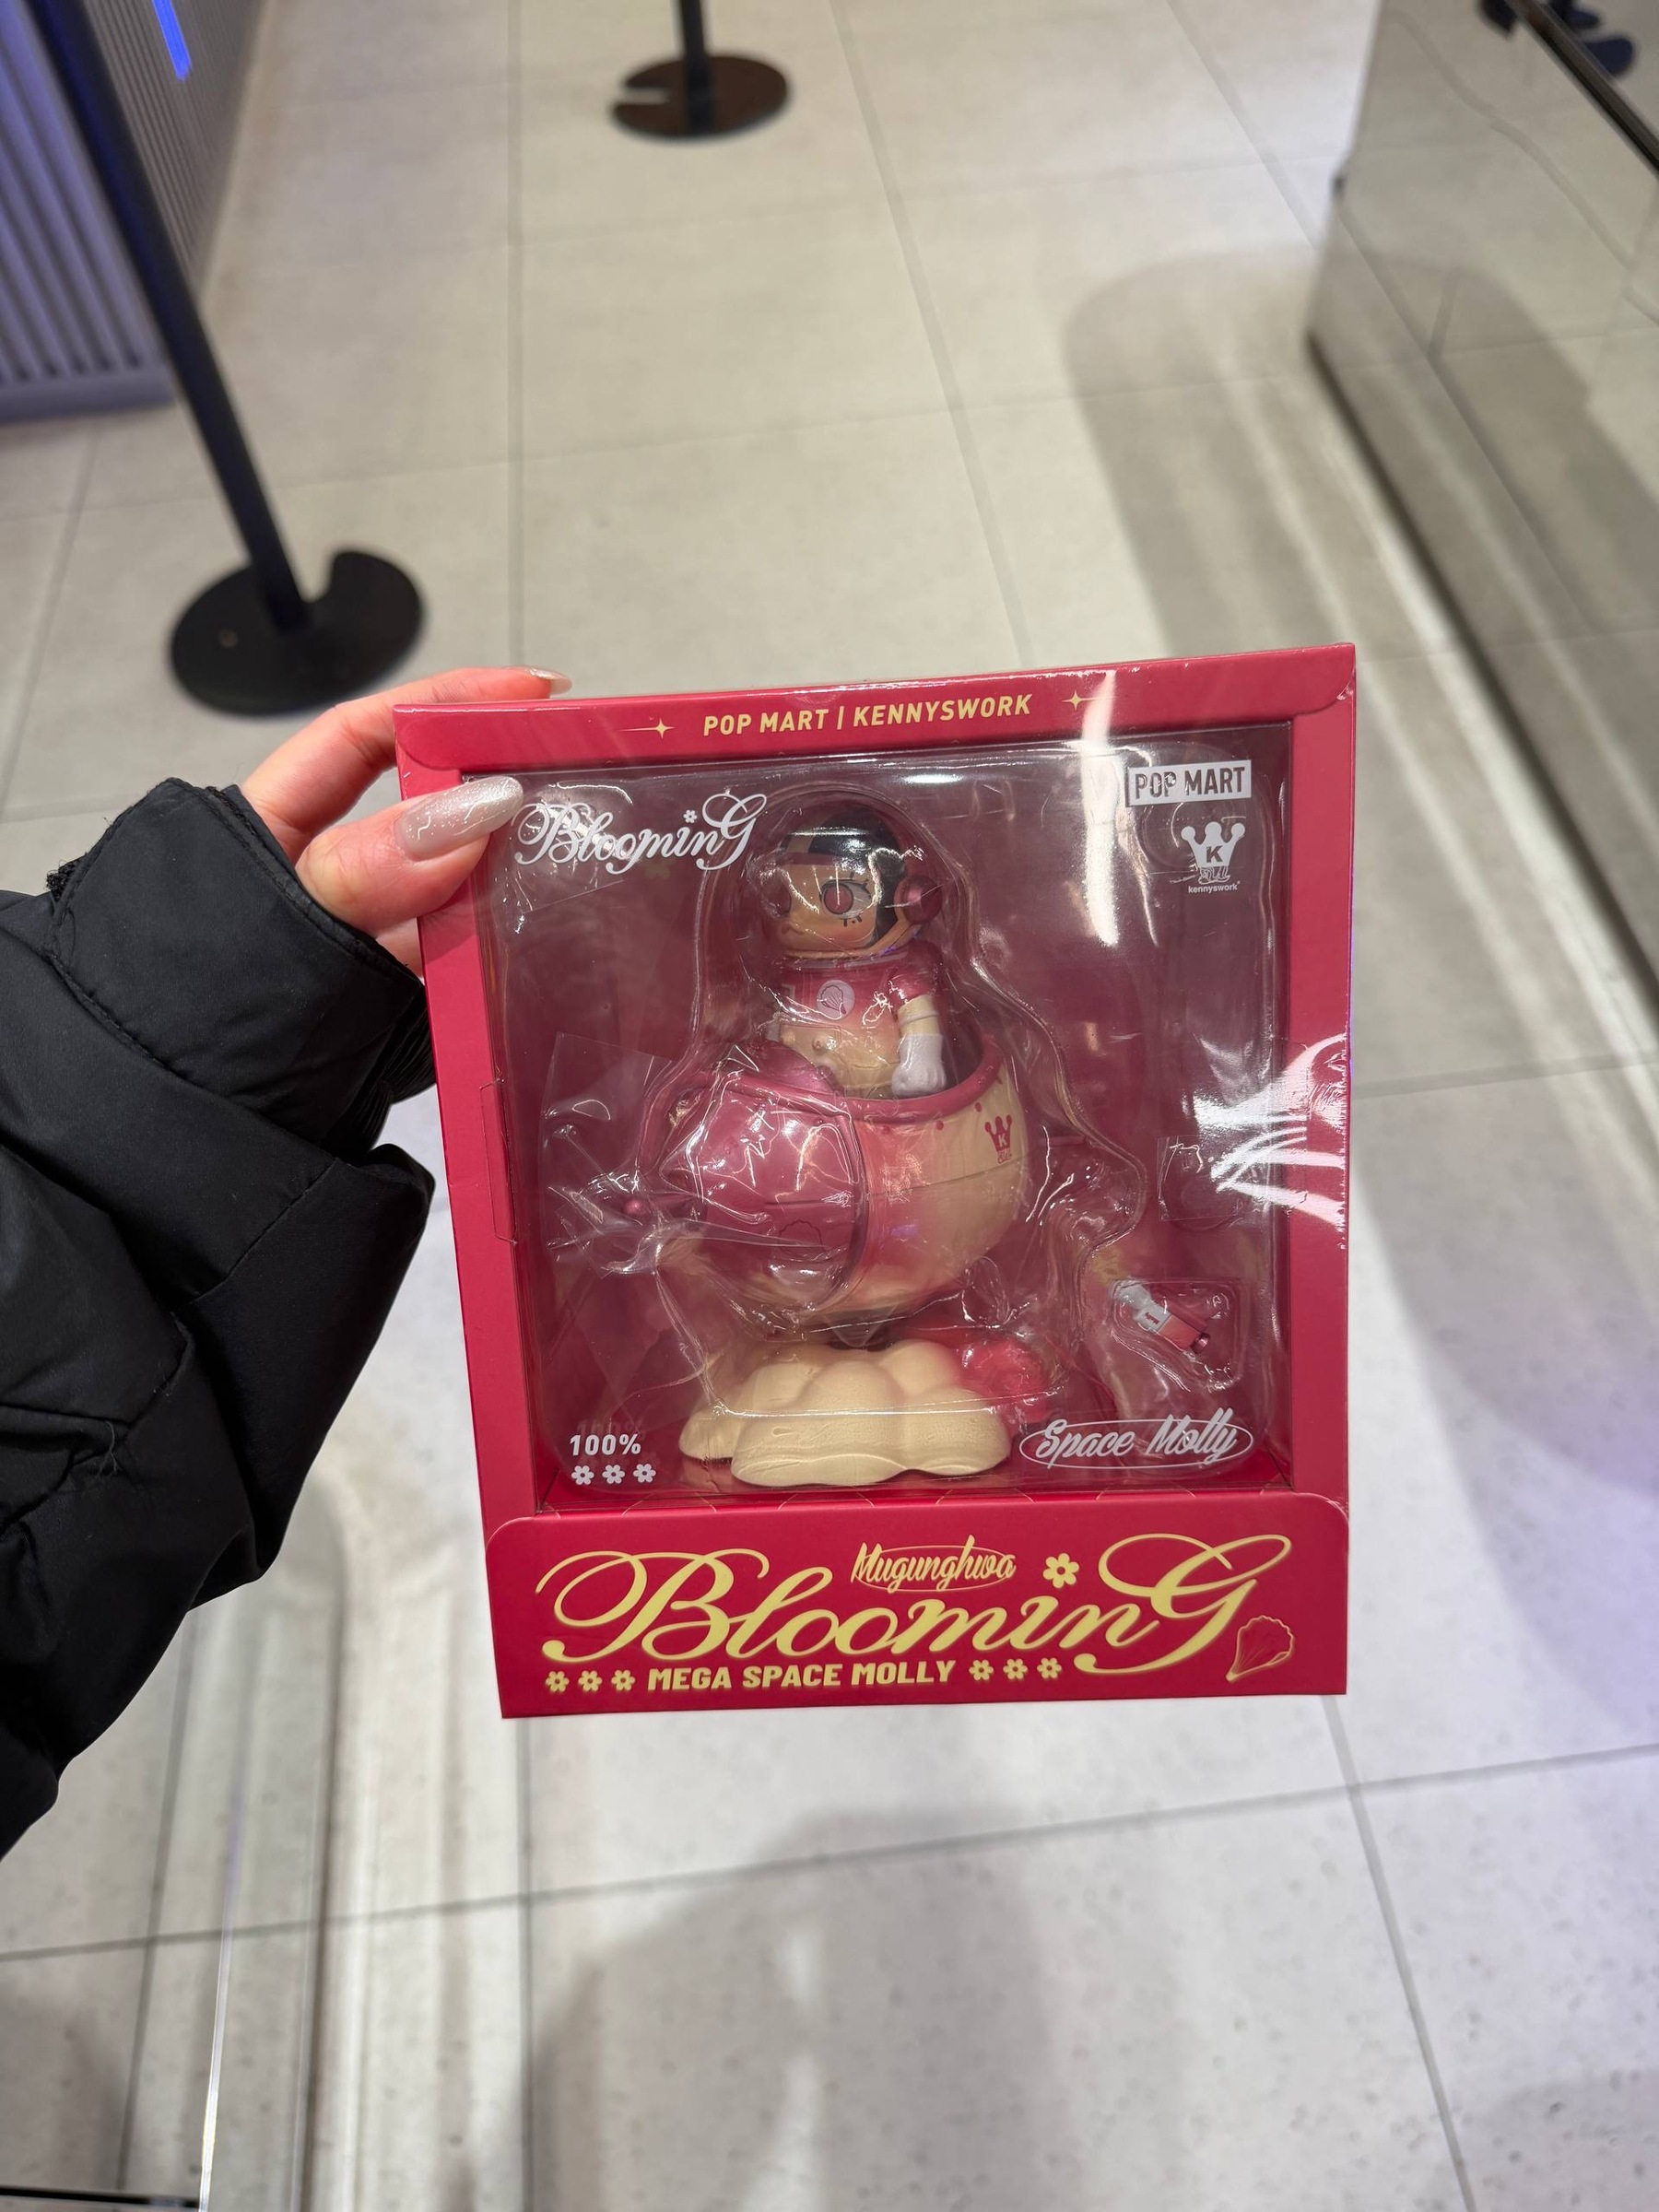 POP MART | KENNYSWORK
BloominG
POP MART
K
kennyswork
K
100%
Space Molly
Mugunghwa
BloominG
MEGA SPACE MOLLY